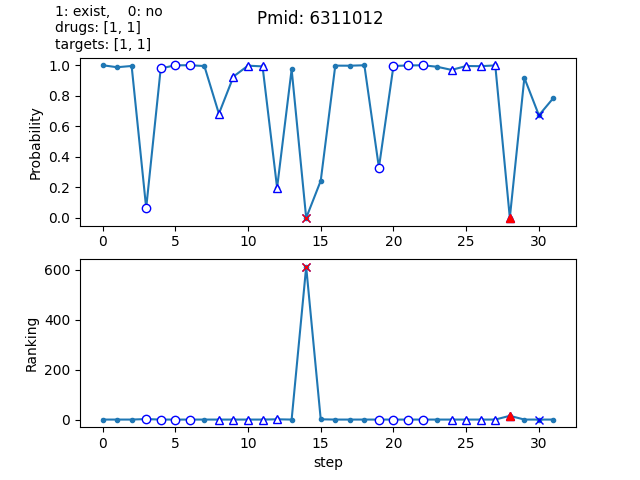 1: exist,    0: no
drugs: [1, 1]
targets: [1, 1]
Pmid: 6311012
1.0
0.8
0.6
0.4
0.2
0.0
Probability
0 5 10 15 20 25 30
600
400
200
0
Ranking
0 5 10 15 20 25 30
step